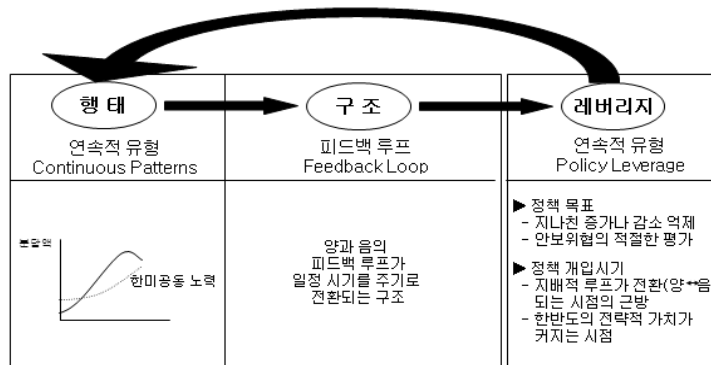 행 태
연속적 유형
Continuous Patterns
구 조
피드백 루프
Feedback Loop
레버리지
연속적 유형
Policy Leverage
분담액
한미공동 노력
양과 음의
피드백 루프가
일정 시기를 주기로
전환되는 구조
▶ 정책 목표
- 지나친 증가나 감소 억제
- 안보위협의 적절한 평가
▶ 정책 개입시기
- 지배적 루프가 전환(양↔음
되는 시점의 근방
- 한반도의 전략적 가치가
커지는 시점